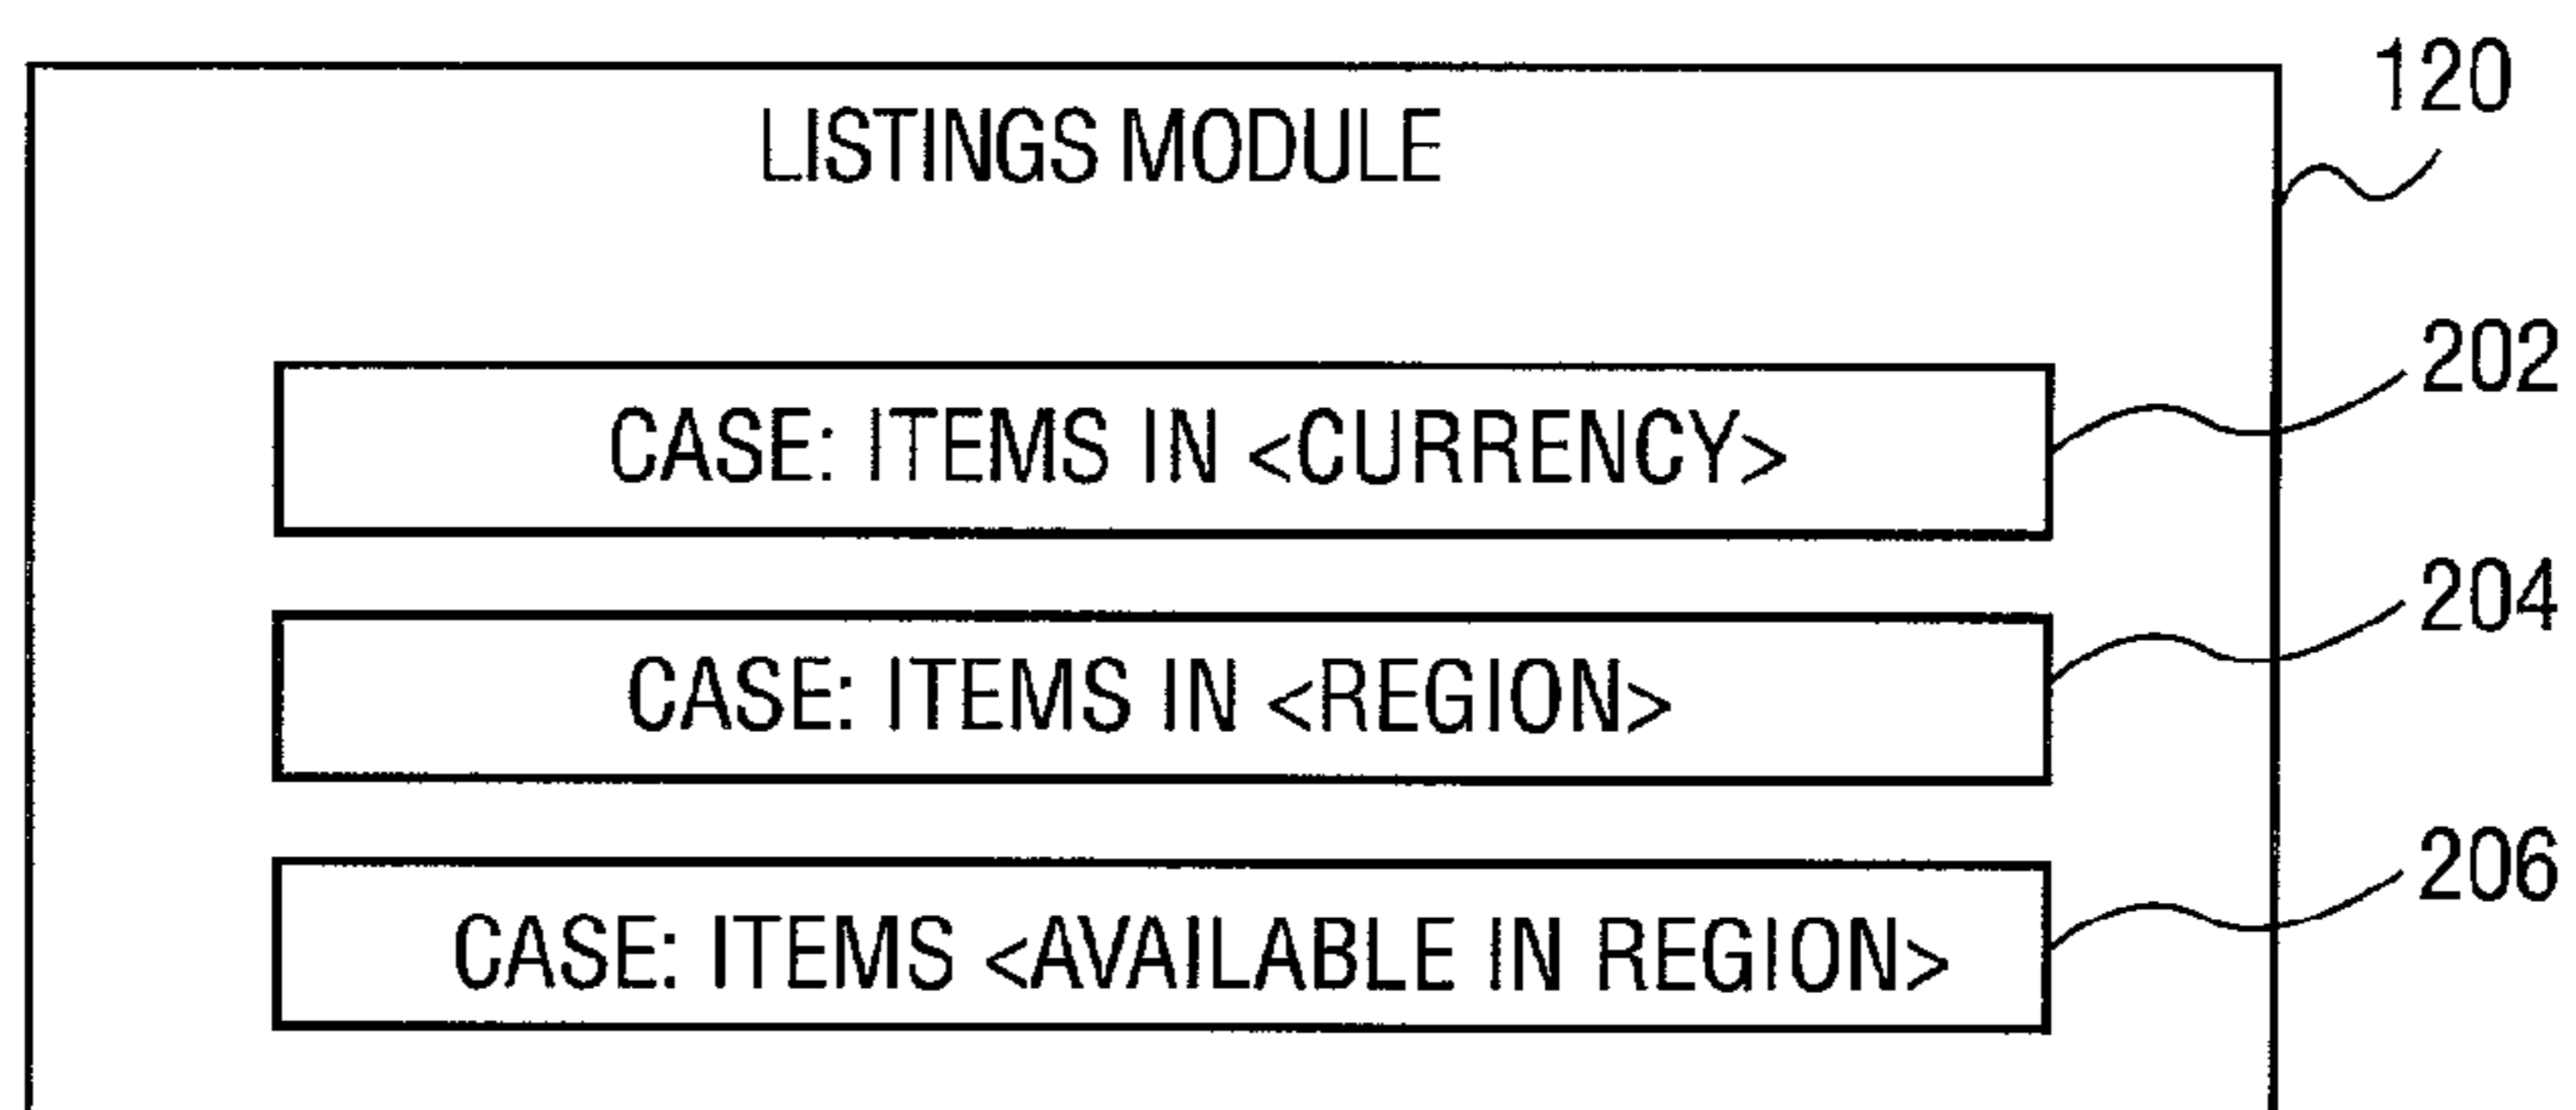 120
LISTINGS MODULE
CASE: ITEMS IN <CURRENCY>
202
CASE: ITEMS IN <REGION>
204
CASE: ITEMS <AVAILABLE IN REGION>
206